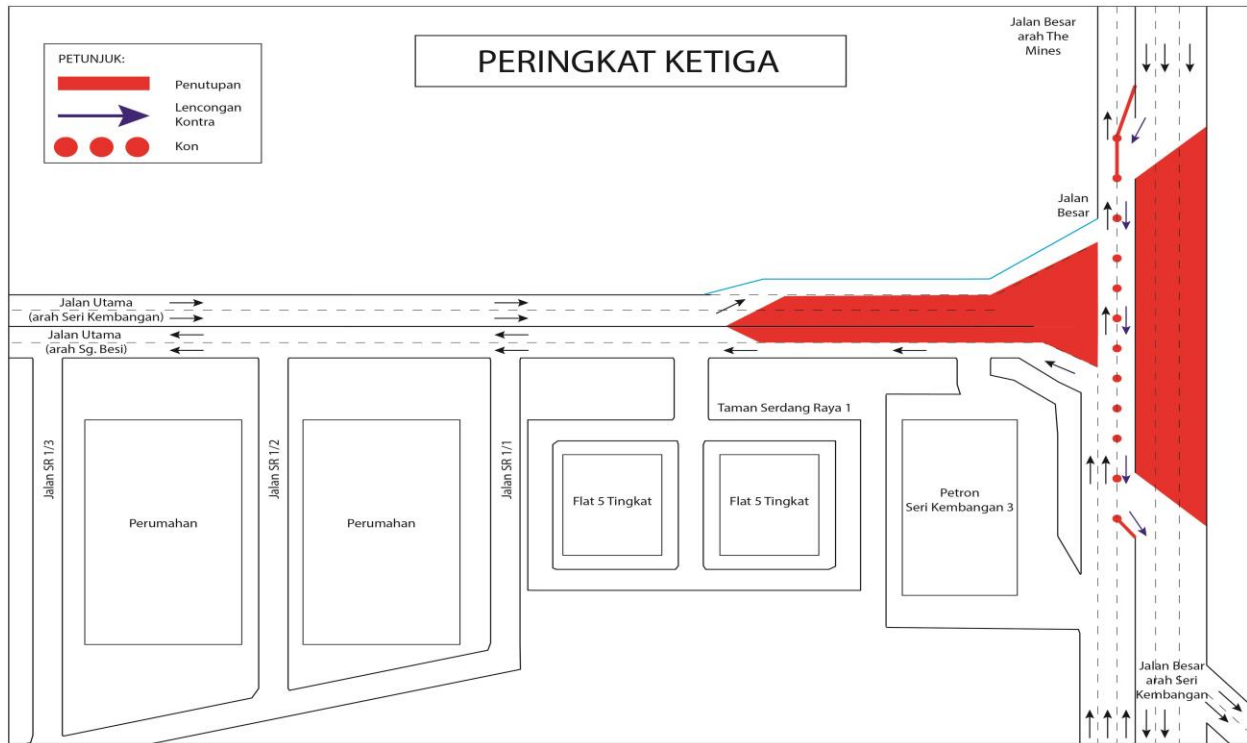 PERINGKAT KETIGA
PETUNJUK:
Penutupan
Lencongan
Kontra
Kon
Jalan Besar
arah The
Mines
Jalan
Besar
Jalan Utama
(arah Seri Kembangan)
Jalan Utama
(arah Sg. Besi)
Taman Serdang Raya 1
Jalan SR 1/3
Jalan SR 1/2
Jalan SR 1/1
Perumahan
Perumahan
Flat 5 Tingkat
Flat 5 Tingkat
Petron
Seri Kembangan 3
Jalan Besar
arah Seri
Kembangan